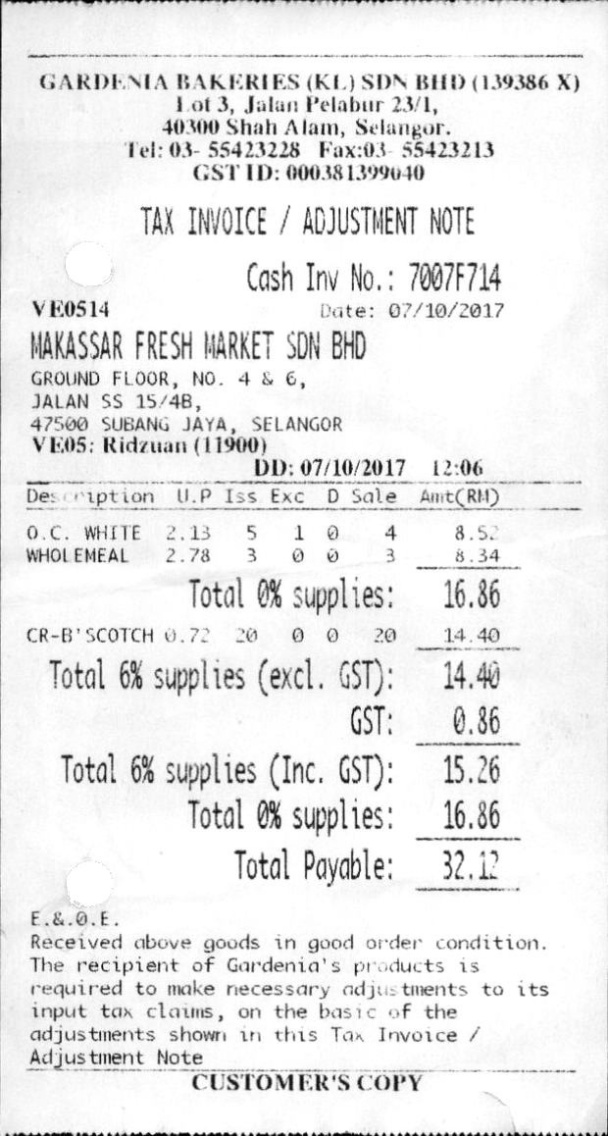 GARDENIA BAKERIES (KL) SDN BHD (139386 X)
Lot 3, Jalan Pelabur 23/1,
40300 Shah Alam, Selangor.
Tel: 03- 55423228 Fax:03- 55423213
GST ID: 000381399040
TAX INVOICE / ADJUSTMENT NOTE
Cash Inv No.: 7007F714
VE0514 Date: 07/10/2017
MAKASSAR FRESH MARKET SDN BHD
GROUND FLOOR, NO. 4 & 6,
JALAN SS 15/4B,
47500 SUBANG JAYA, SELANGOR
VE05: Ridzuan (11900)
DD: 07/10/2017 12:06
Description U.P Iss Exc D Sale Amt(RM)
O.C. WHITE 2.13 5 1 0 4 8.52
WHOLEMEAL 2.78 3 0 0 3 8.34
Total 0% supplies: 16.86
CR-B'SCOTCH 0.72 20 0 0 20 14.40
Total 6% supplies (excl. GST): 14.40
GST: 0.86
Total 6% supplies (Inc. GST): 15.26
Total 0% supplies: 16.86
Total Payable: 32.12
E.&.O.E.
Received above goods in good order condition.
The recipient of Gardenia's products is
required to make necessary adjustments to its
input tax claims, on the basic of the
adjustments shown in this Tax Invoice /
Adjustment Note
CUSTOMER'S COPY